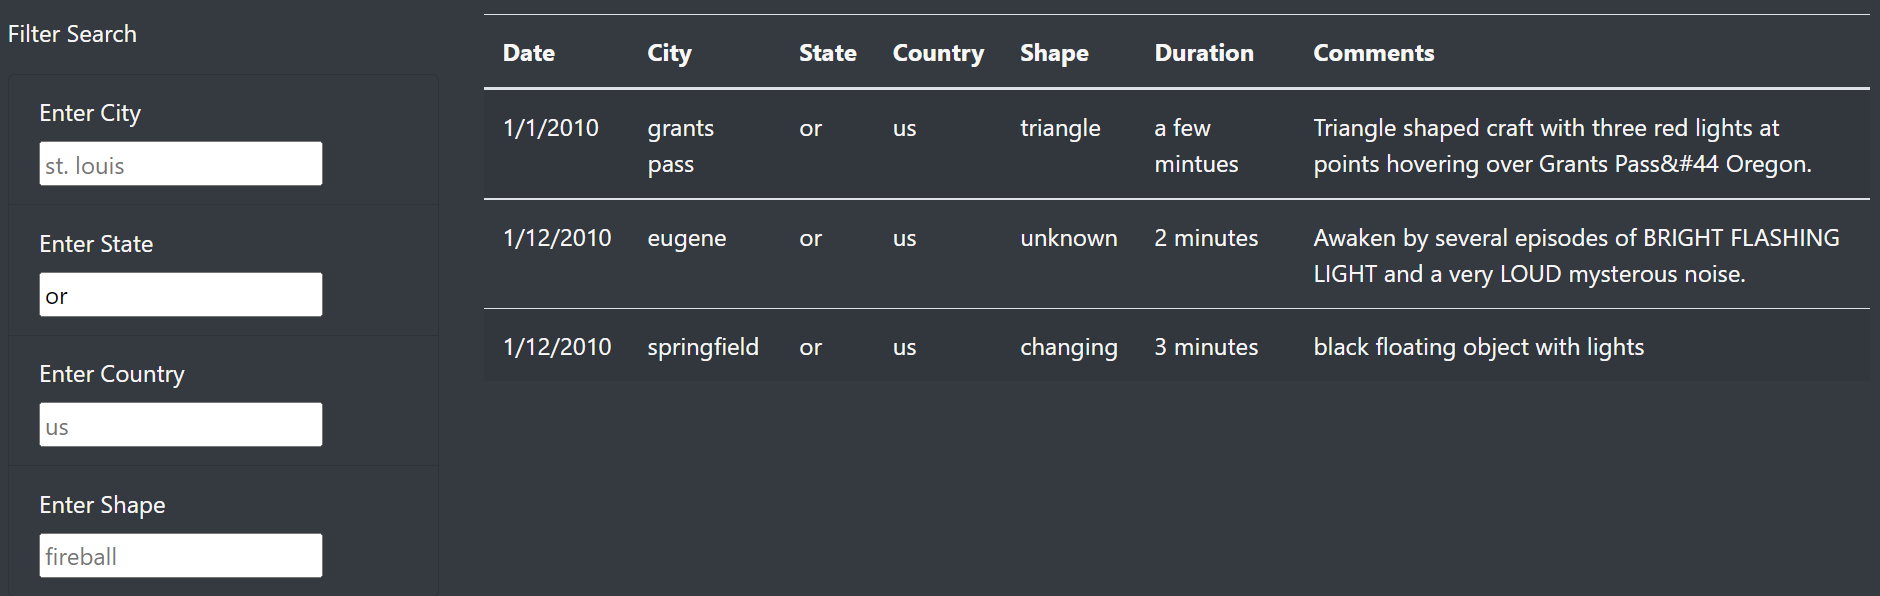 Filter Search
Enter City
st. louis
Enter State
or
Enter Country
us
Enter Shape
fireball
Date City State Country Shape Duration Comments
1/1/2010 grants or us triangle a few Triangle shaped craft with three red lights at
pass mintues points hovering over Grants Pass&#44 Oregon.
1/12/2010 eugene or us unknown 2 minutes Awaken by several episodes of BRIGHT FLASHING
LIGHT and a very LOUD mysterous noise.
1/12/2010 springfield or us changing 3 minutes black floating object with lights